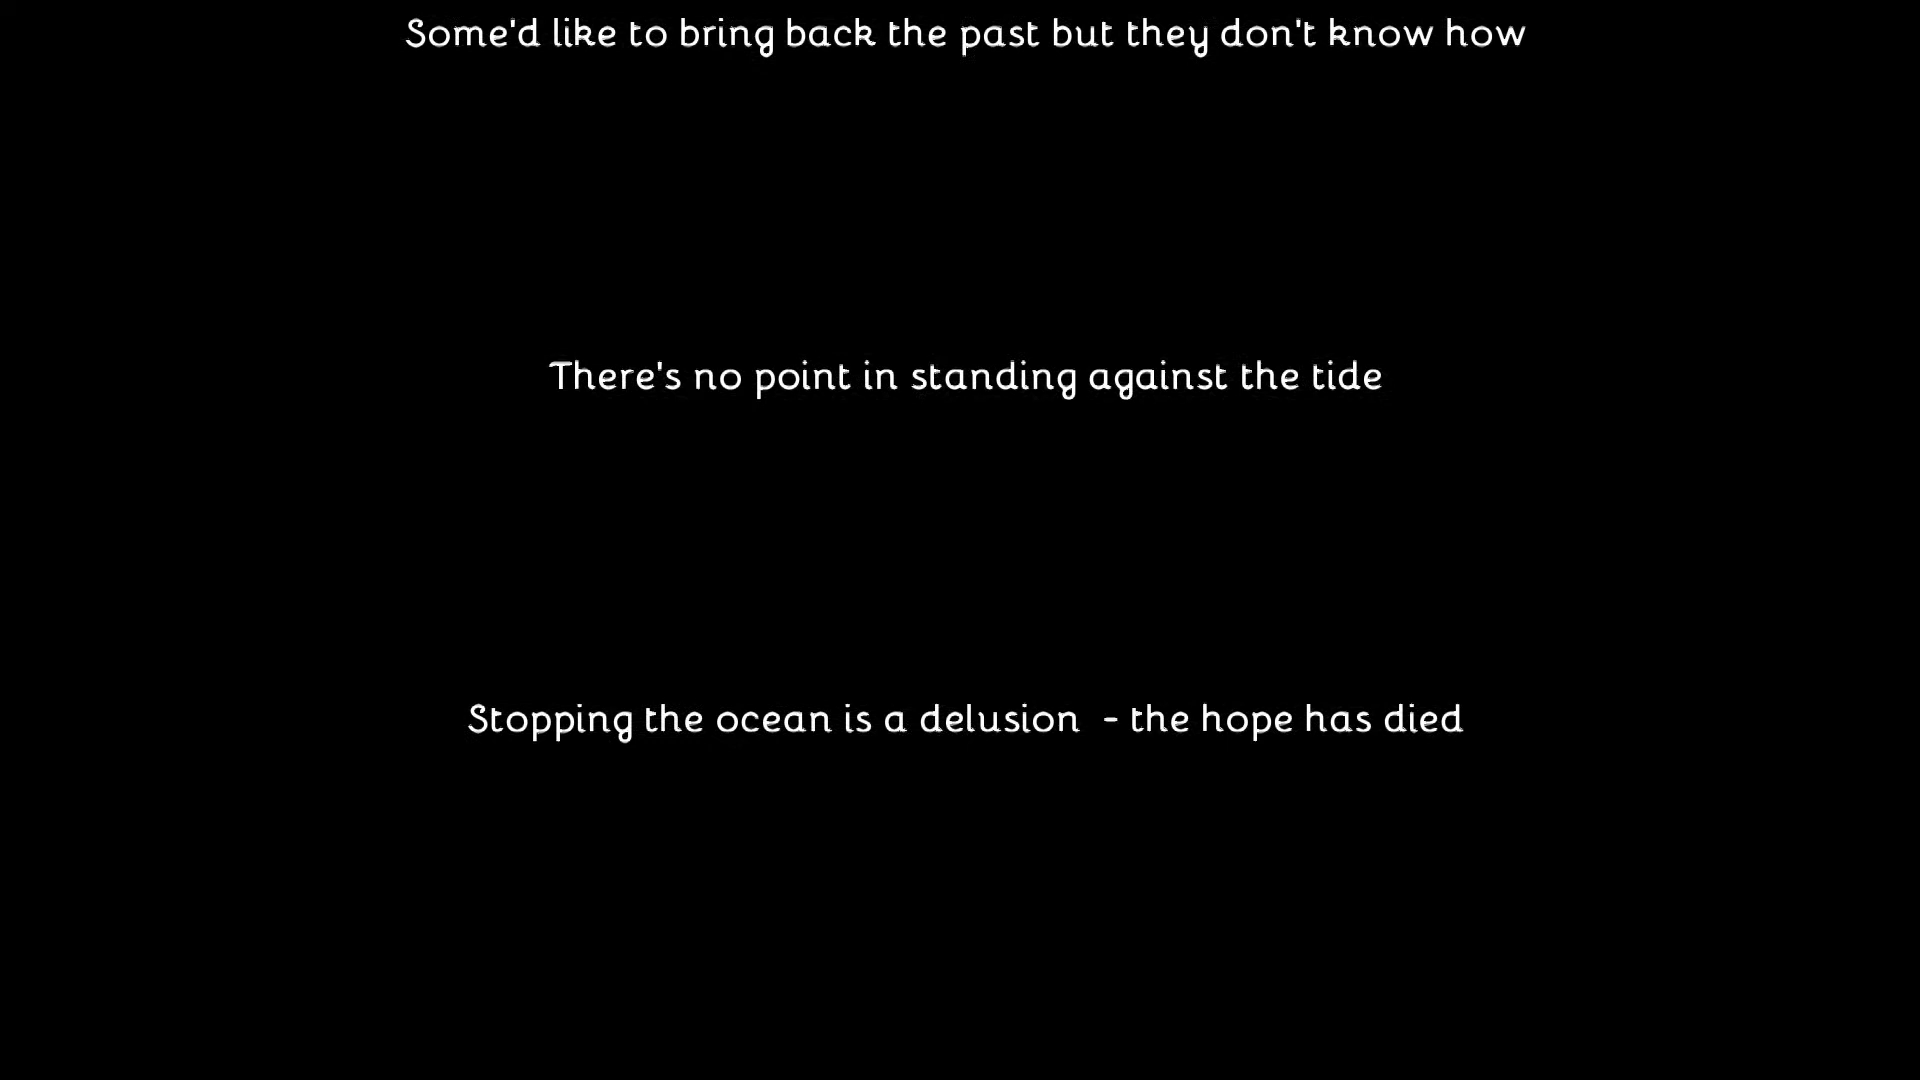 Some'd like to bring back the past but they don't know how
There's no point in standing against the tide
Stopping the ocean is a delusion  - the hope has died